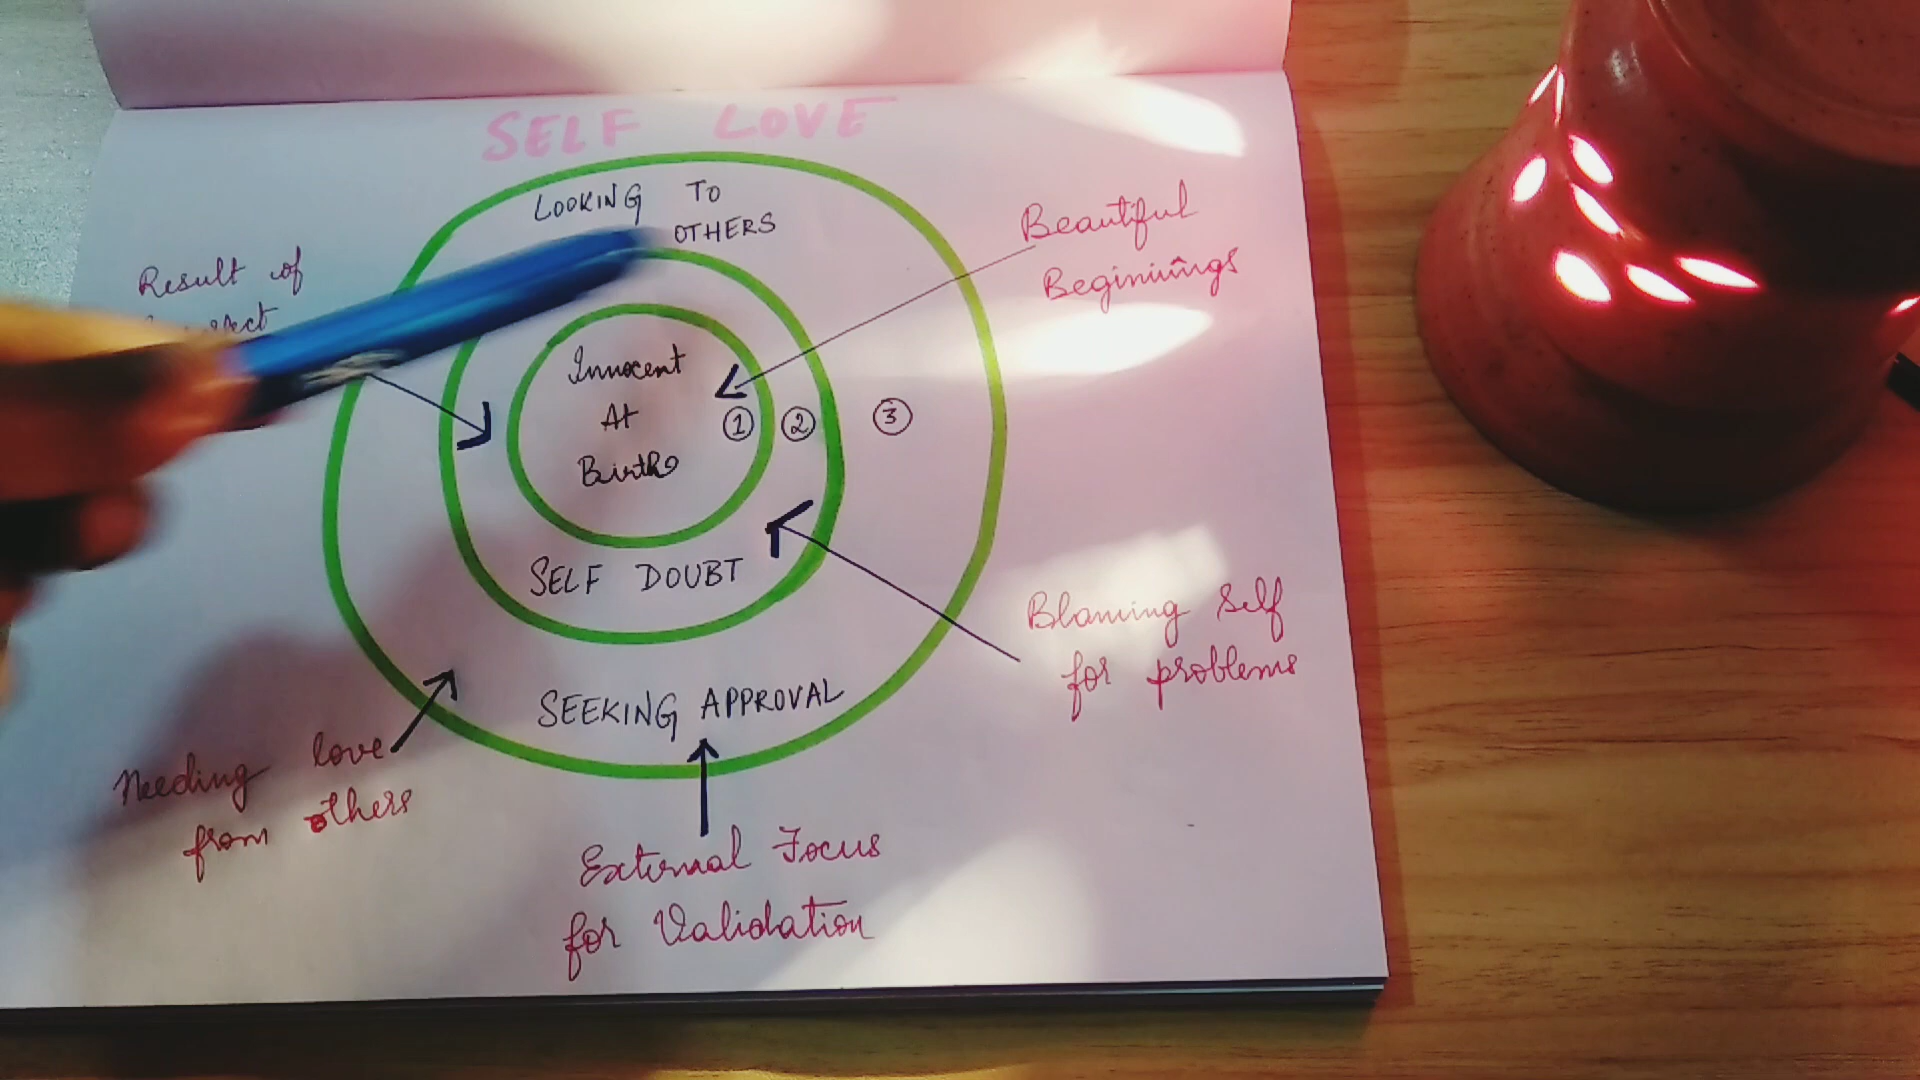 SELF LOVE
LOOKING TO
OTHERS
Result of
Beautiful
Beginnings
Innocent
At
Birth
1 2 3
SELF DOUBT
Blaming Self
for problems
SEEKING APPROVAL
Needing love
from others
External Focus
for Validation